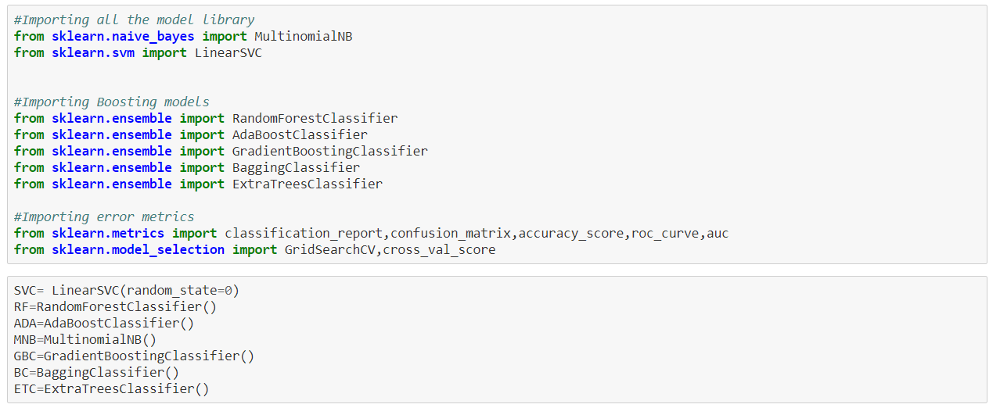 #Importing all the model library
from sklearn.naive_bayes import MultinomialNB
from sklearn.svm import LinearSVC
#Importing Boosting models
from sklearn.ensemble import RandomForestClassifier
from sklearn.ensemble import AdaBoostClassifier
from sklearn.ensemble import GradientBoostingClassifier
from sklearn.ensemble import BaggingClassifier
from sklearn.ensemble import ExtraTreesClassifier
#Importing error metrics
from sklearn.metrics import classification_report,confusion_matrix,accuracy_score,roc_curve,auc
from sklearn.model_selection import GridSearchCV,cross_val_score
SVC= LinearSVC(random_state=0)
RF=RandomForestClassifier()
ADA=AdaBoostClassifier()
MNB=MultinomialNB()
GBC=GradientBoostingClassifier()
BC=BaggingClassifier()
ETC=ExtraTreesClassifier()